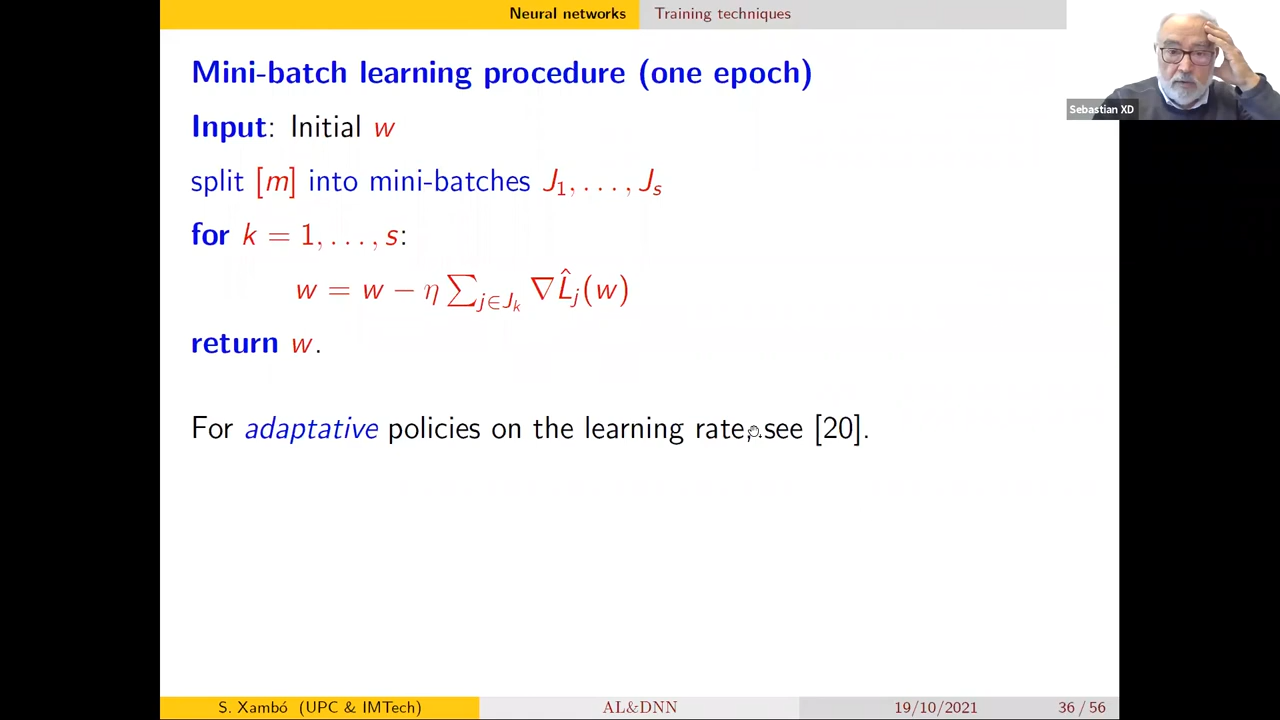 Neural networks Training techniques
Mini-batch learning procedure (one epoch)
Input: Initial w
split [m] into mini-batches J₁, . . . , Jₛ
for k = 1, . . . , s:
w = w − η ∑_{j∈J_k} ∇L̂_j(w)
return w.
For adaptative policies on the learning rate, see [20].
Sebastian XD
S. Xambó (UPC & IMTech) AL&DNN 19/10/2021 36 / 56